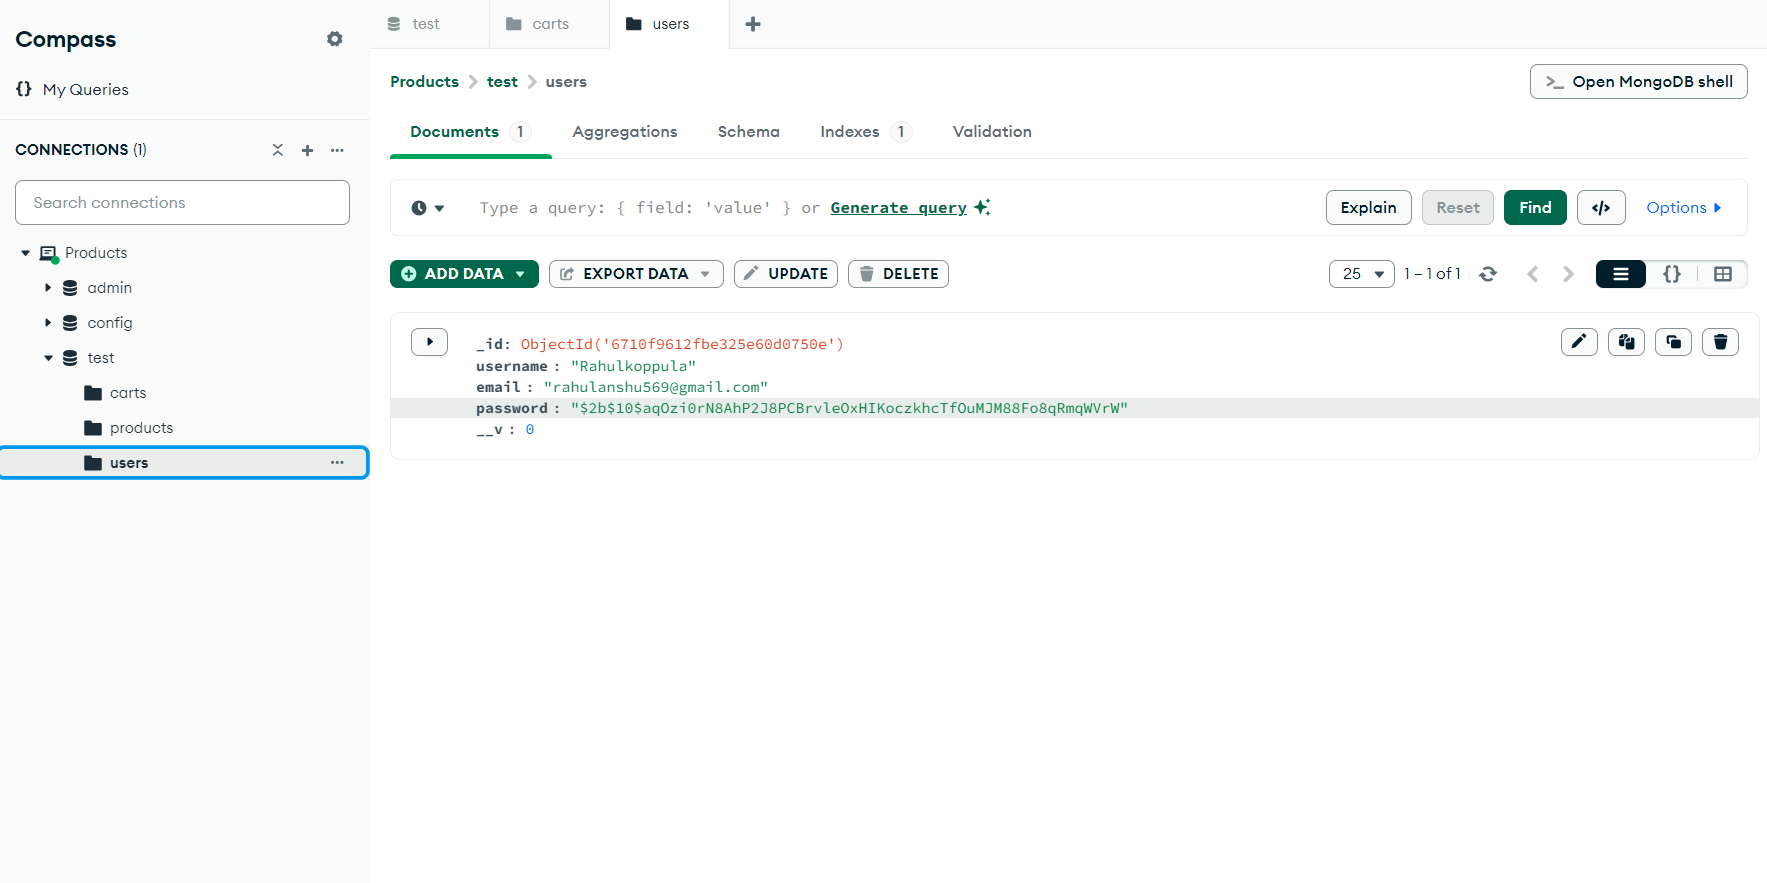 Compass
My Queries
CONNECTIONS (1)
Search connections
Products
admin
config
test
carts
products
users
test
carts
users
Products > test > users
>_ Open MongoDB shell
Documents 1
Aggregations
Schema
Indexes 1
Validation
Type a query: { field: 'value' } or Generate query
Explain
Reset
Find
</>
Options
ADD DATA
EXPORT DATA
UPDATE
DELETE
25
1 – 1 of 1
{}
_id: ObjectId('6710f9612fbe325e60d0750e')
username : "Rahulkoppula"
email : "rahulanshu569@gmail.com"
password : "$2b$10$aqOzi0rN8AhP2J8PCBrvleOxHIKoczkhcTfOuMJM88Fo8qRmqWVrW"
__v : 0